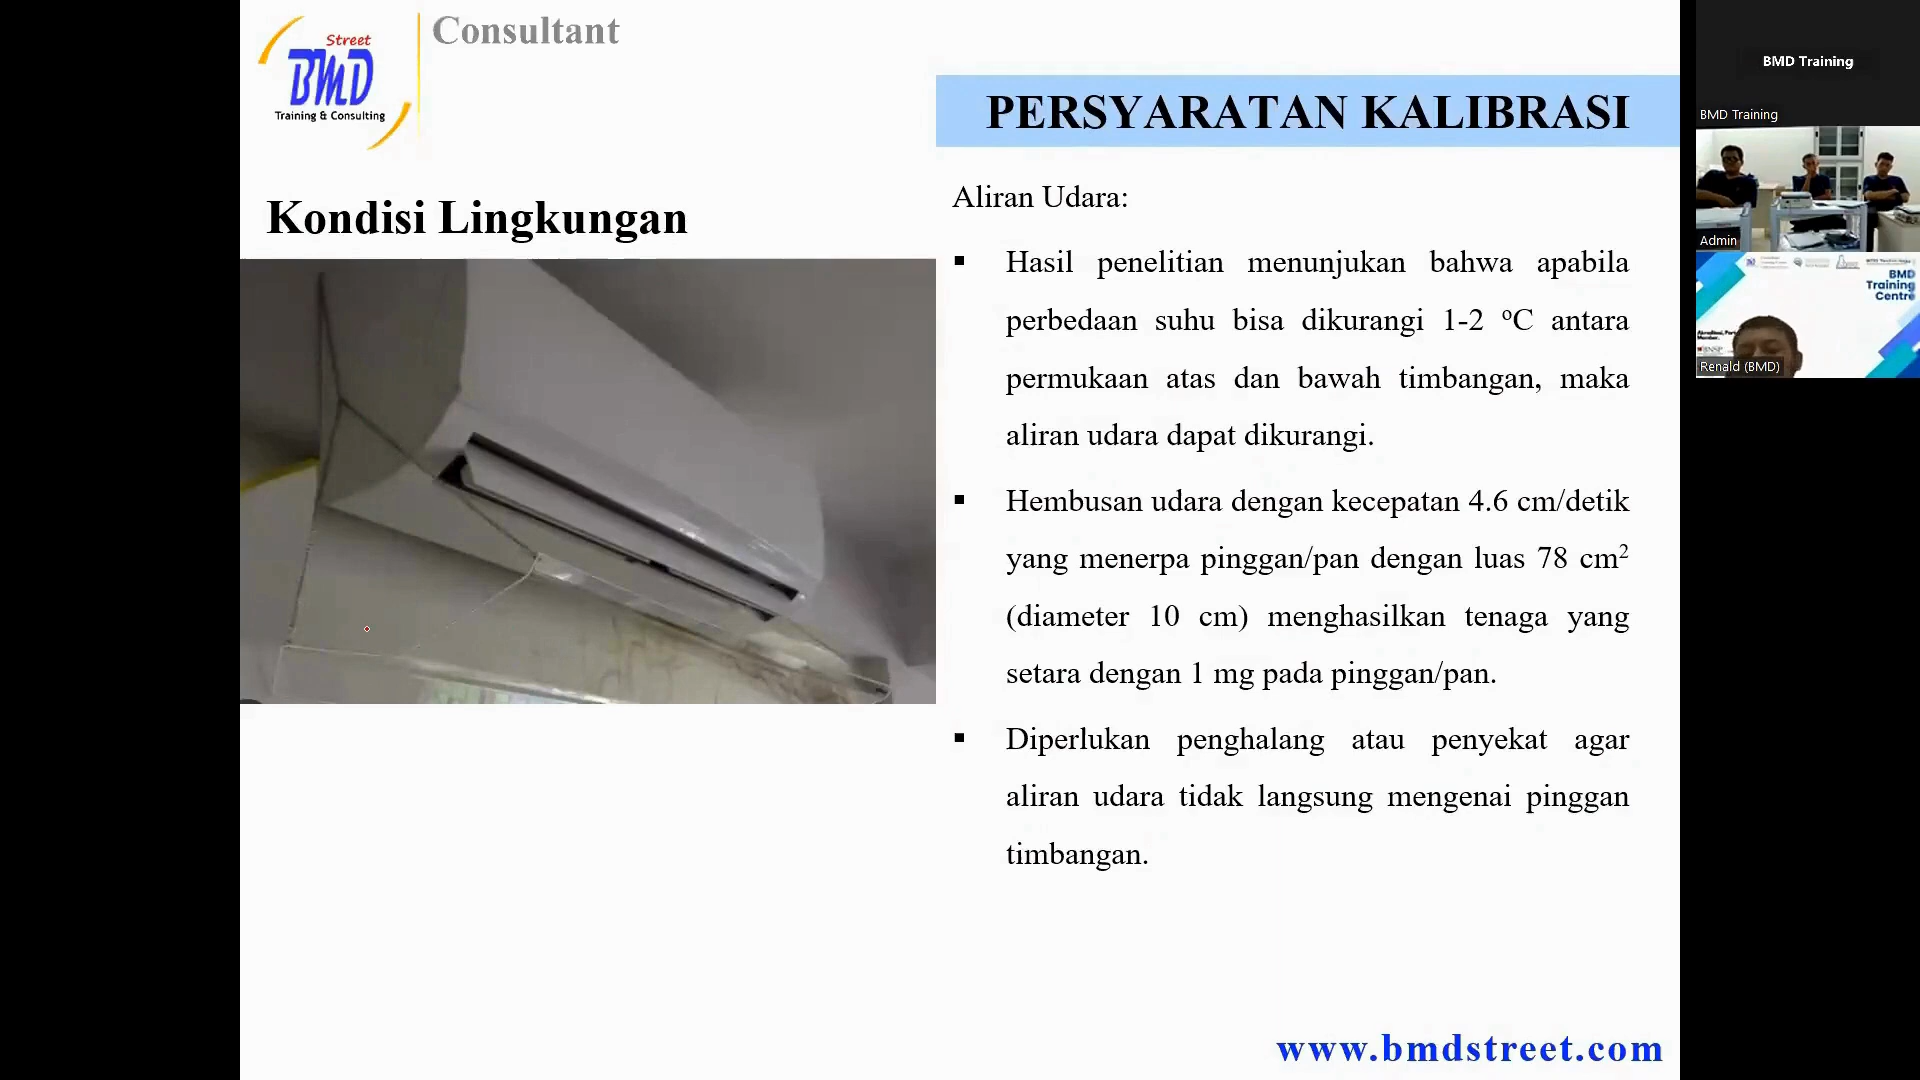 Street
BMD
Training & Consulting
Consultant
PERSYARATAN KALIBRASI
Kondisi Lingkungan
Aliran Udara:
▪ Hasil penelitian menunjukan bahwa apabila
perbedaan suhu bisa dikurangi 1-2 ºC antara
permukaan atas dan bawah timbangan, maka
aliran udara dapat dikurangi.
▪ Hembusan udara dengan kecepatan 4.6 cm/detik
yang menerpa pinggan/pan dengan luas 78 cm²
(diameter 10 cm) menghasilkan tenaga yang
setara dengan 1 mg pada pinggan/pan.
▪ Diperlukan penghalang atau penyekat agar
aliran udara tidak langsung mengenai pinggan
timbangan.
www.bmdstreet.com
BMD Training
BMD Training
Admin
BMD
Training
Centre
Renald (BMD)